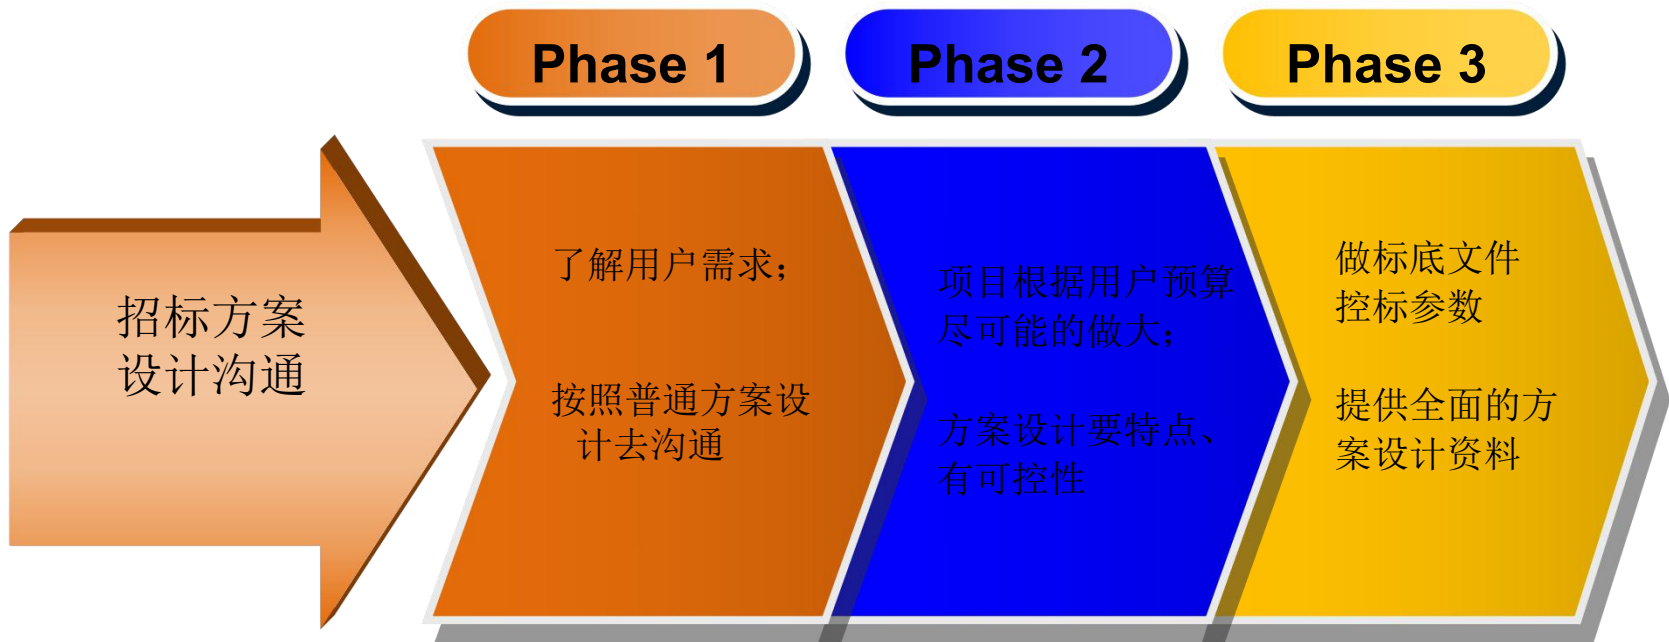 Phase 1
Phase 2
Phase 3
招标方案
设计沟通
了解用户需求；
按照普通方案设
计去沟通
项目根据用户预算
尽可能的做大；
方案设计要特点、
有可控性
做标底文件
控标参数
提供全面的方
案设计资料